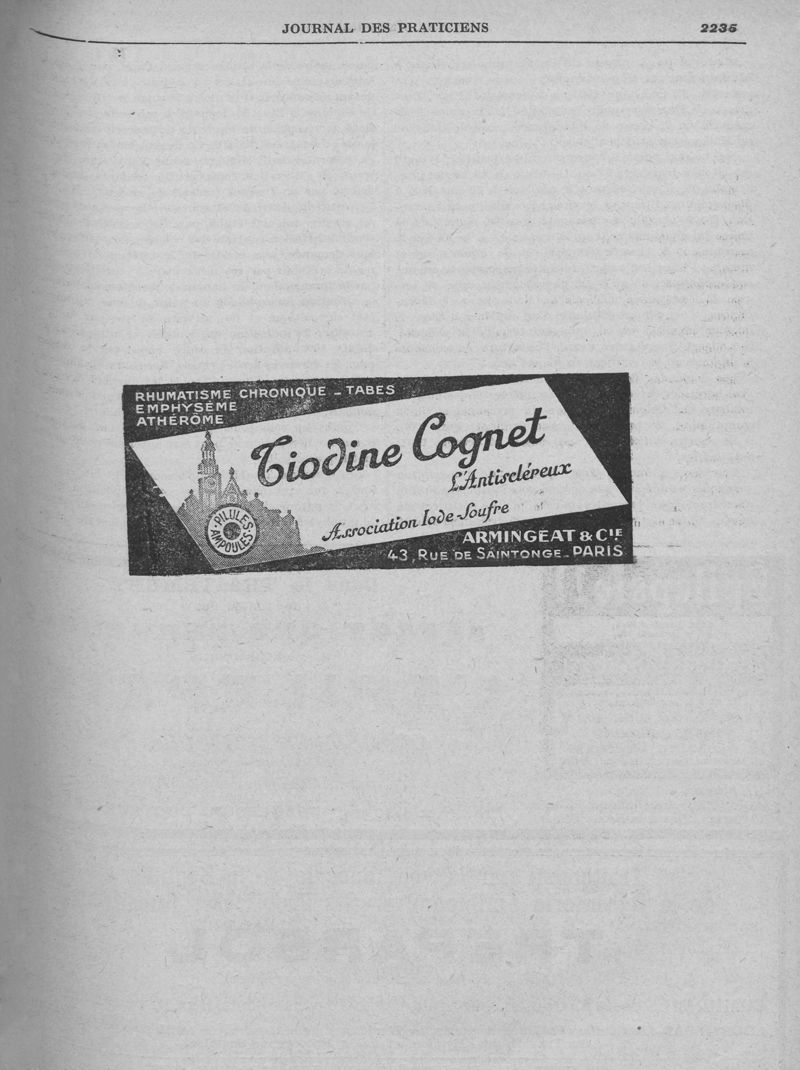 JOURNAL DES PRATICIENS 2235
RHUMATISME CHRONIQUE - TABES
EMPHYSÈME
ATHÉRÔME
Tiodine Cognet
L'Antiscléreux
PILULES
AMPOULES
Association Iode-Soufre
ARMINGEAT & CIE
43, RUE DE SAINTONGE - PARIS